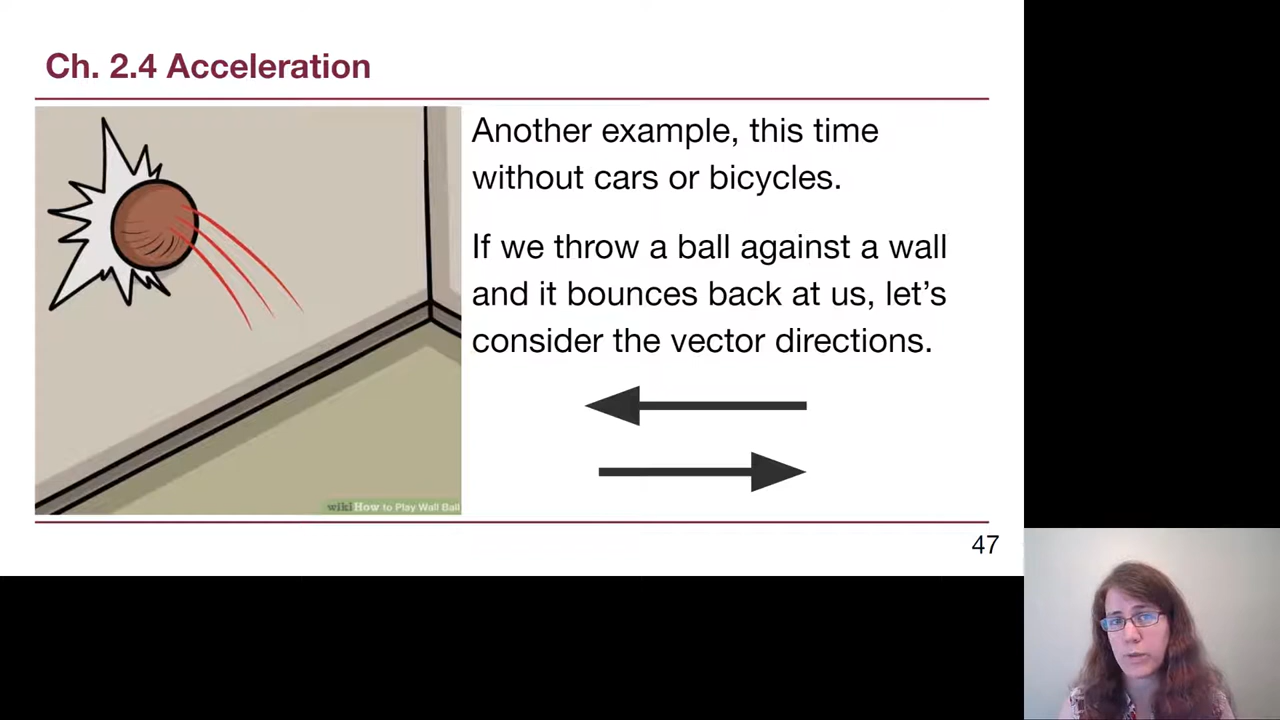 Ch. 2.4 Acceleration
Another example, this time
without cars or bicycles.
If we throw a ball against a wall
and it bounces back at us, let’s
consider the vector directions.
wikiHow to Play Wall Ball
47